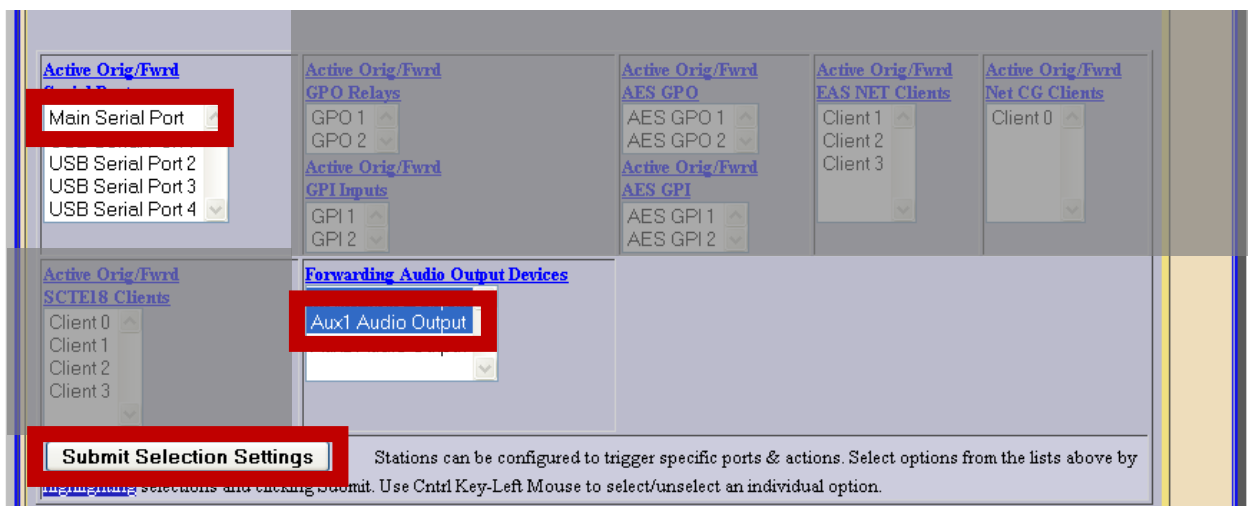 Active Orig/Fwrd
Main Serial Port
USB Serial Port 2
USB Serial Port 3
USB Serial Port 4
Active Orig/Fwrd
GPO Relays
GPO 1
GPO 2
Active Orig/Fwrd
GPI Inputs
GPI 1
GPI 2
Active Orig/Fwrd
AES GPO
AES GPO 1
AES GPO 2
Active Orig/Fwrd
AES GPI
AES GPI 1
AES GPI 2
Active Orig/Fwrd
EAS NET Clients
Client 1
Client 2
Client 3
Active Orig/Fwrd
Net CG Clients
Client 0
Active Orig/Fwrd
SCTE18 Clients
Client 0
Client 1
Client 2
Client 3
Forwarding Audio Output Devices
Aux1 Audio Output
Submit Selection Settings
Stations can be configured to trigger specific ports & actions. Select options from the lists above by
selections and clicking Submit. Use Cntrl Key-Left Mouse to select/unselect an individual option.